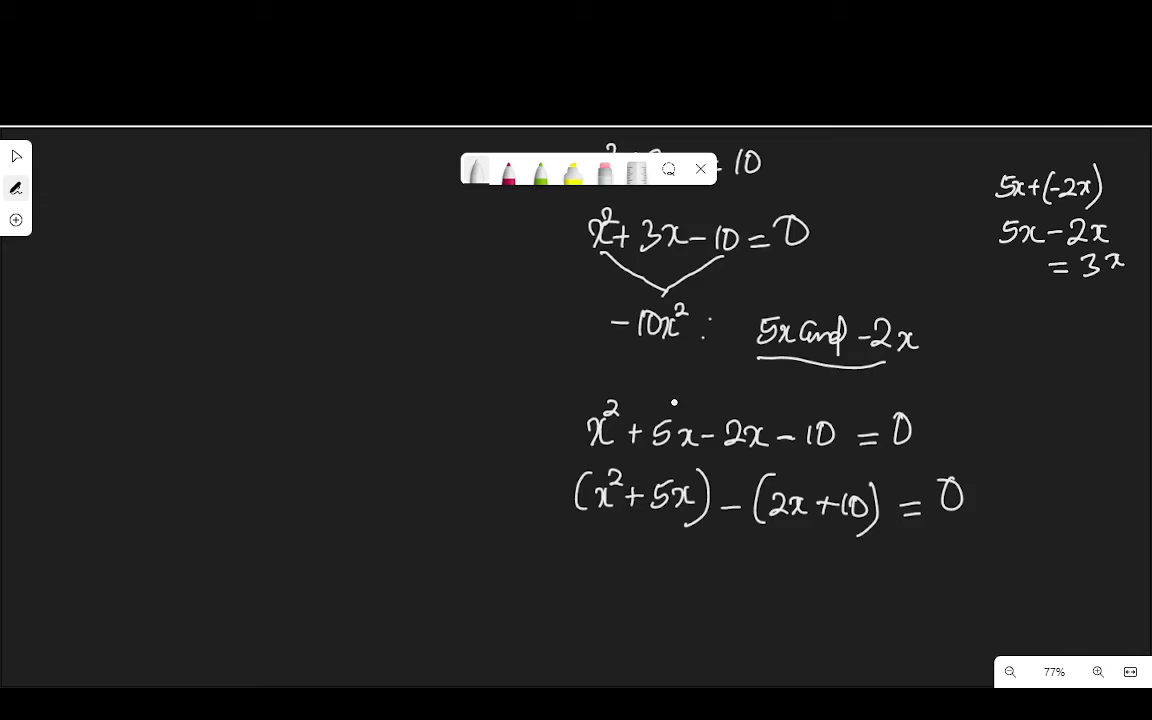 = 10
x² + 3x - 10 = 0
- 10x² : 5x and -2x
x² + 5x - 2x - 10 = 0
(x² + 5x) - (2x + 10) = 0
5x + (-2x)
5x - 2x
= 3x
77%